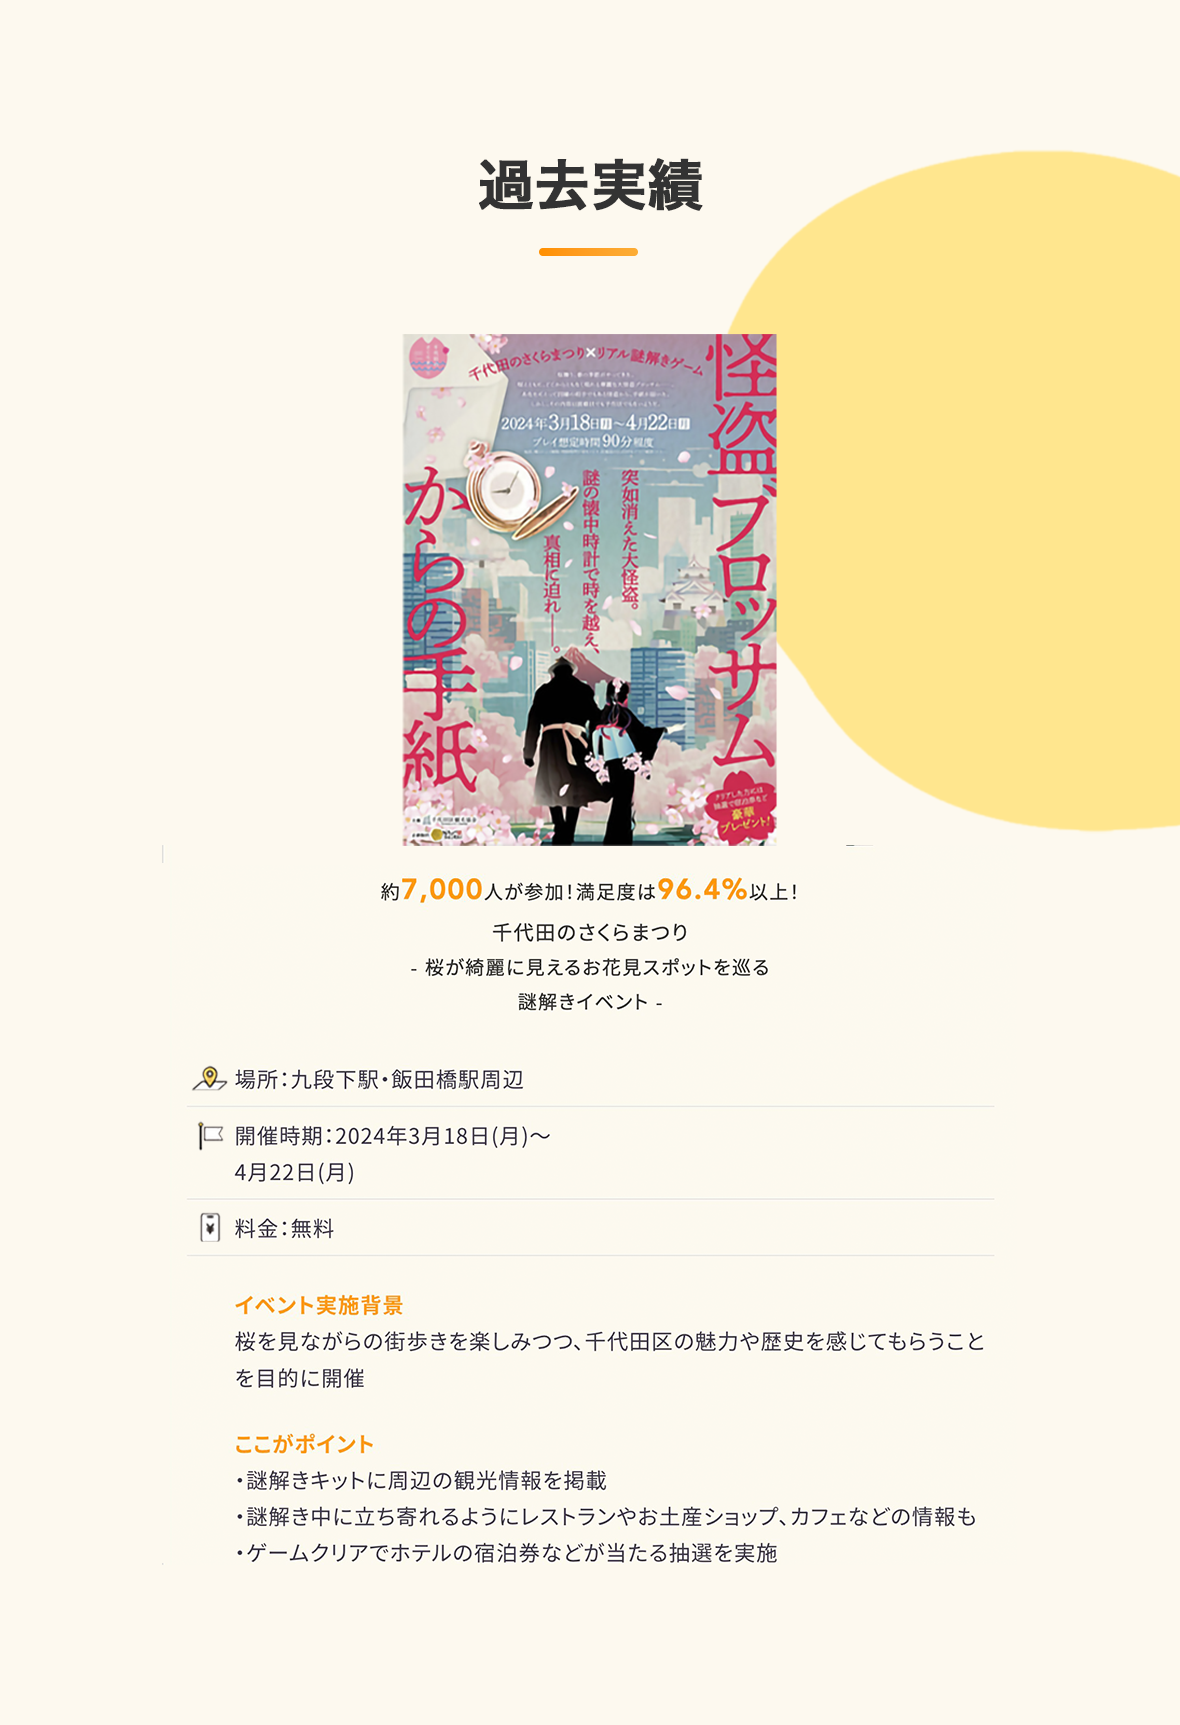 過去実績
千代田のさくらまつり×リアル謎解きゲーム
2024年3月18日月～4月22日月
プレイ想定時間90分程度
怪盗ブロッサム
からの手紙
突如消えた大怪盗。
謎の懐中時計で時を越え、
真相に迫れ――。
クリアした方には
抽選で宿泊券など
豪華
プレゼント!
主催
千代田区観光協会
約7,000人が参加!満足度は96.4%以上!
千代田のさくらまつり
- 桜が綺麗に見えるお花見スポットを巡る
謎解きイベント -
場所:九段下駅・飯田橋駅周辺
開催時期:2024年3月18日(月)～
4月22日(月)
料金:無料
イベント実施背景
桜を見ながらの街歩きを楽しみつつ、千代田区の魅力や歴史を感じてもらうこと
を目的に開催
ここがポイント
・謎解きキットに周辺の観光情報を掲載
・謎解き中に立ち寄れるようにレストランやお土産ショップ、カフェなどの情報も
・ゲームクリアでホテルの宿泊券などが当たる抽選を実施